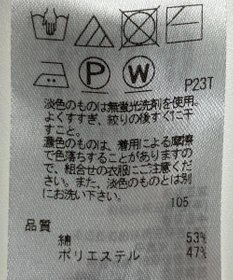 P W
P23T
淡色のものは無蛍光洗剤を使用。
よくすすぎ、絞りの後すぐに干
すこと。
濃色のものは、着用による摩擦
で色落ちすることがありますの
で、組合せの衣服にご注意くだ
さい。また、淡色のものとは別
にお洗い下さい。
105
品質
綿 53%
ポリエステル 47%